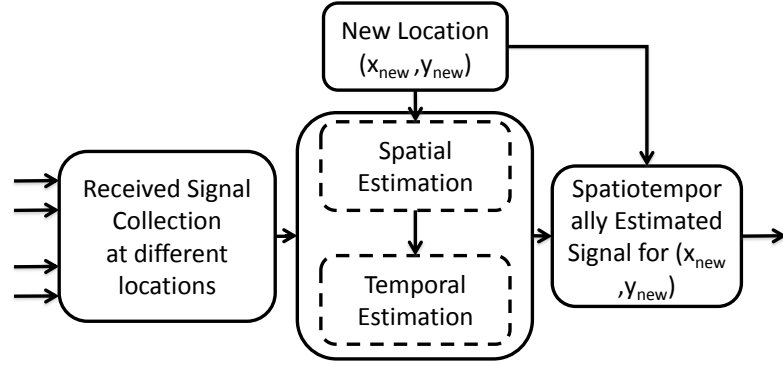 New Location
(x_new ,y_new)
Spatial
Estimation
Received Signal
Collection
at different
locations
Temporal
Estimation
Spatiotempor
ally Estimated
Signal for (x_new
,y_new)